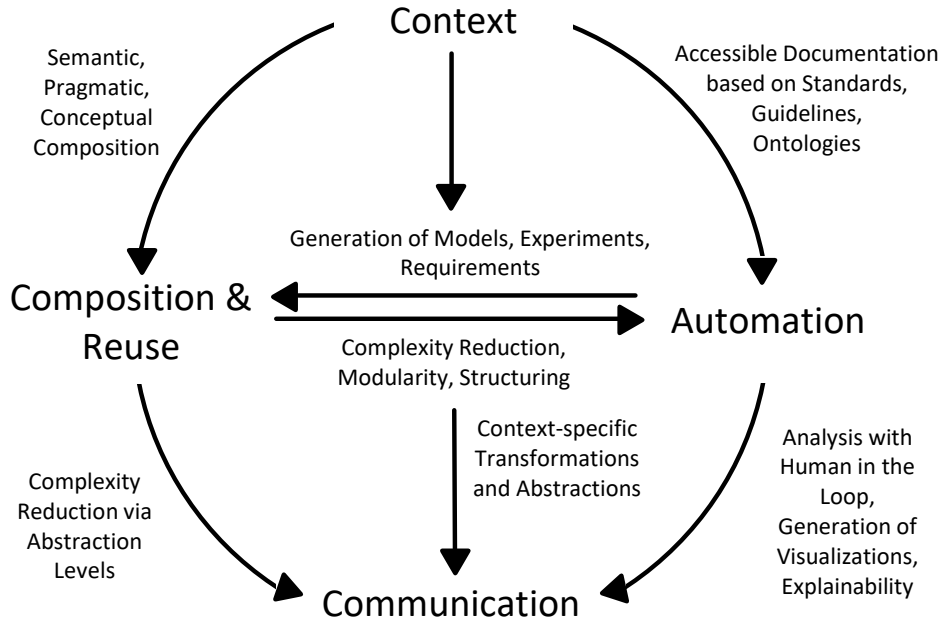 Context
Semantic,
Pragmatic,
Conceptual
Composition
Accessible Documentation
based on Standards,
Guidelines,
Ontologies
Generation of Models, Experiments,
Requirements
Composition &
Reuse
Automation
Complexity Reduction,
Modularity, Structuring
Context-specific
Transformations
and Abstractions
Complexity
Reduction via
Abstraction
Levels
Analysis with
Human in the
Loop,
Generation of
Visualizations,
Explainability
Communication